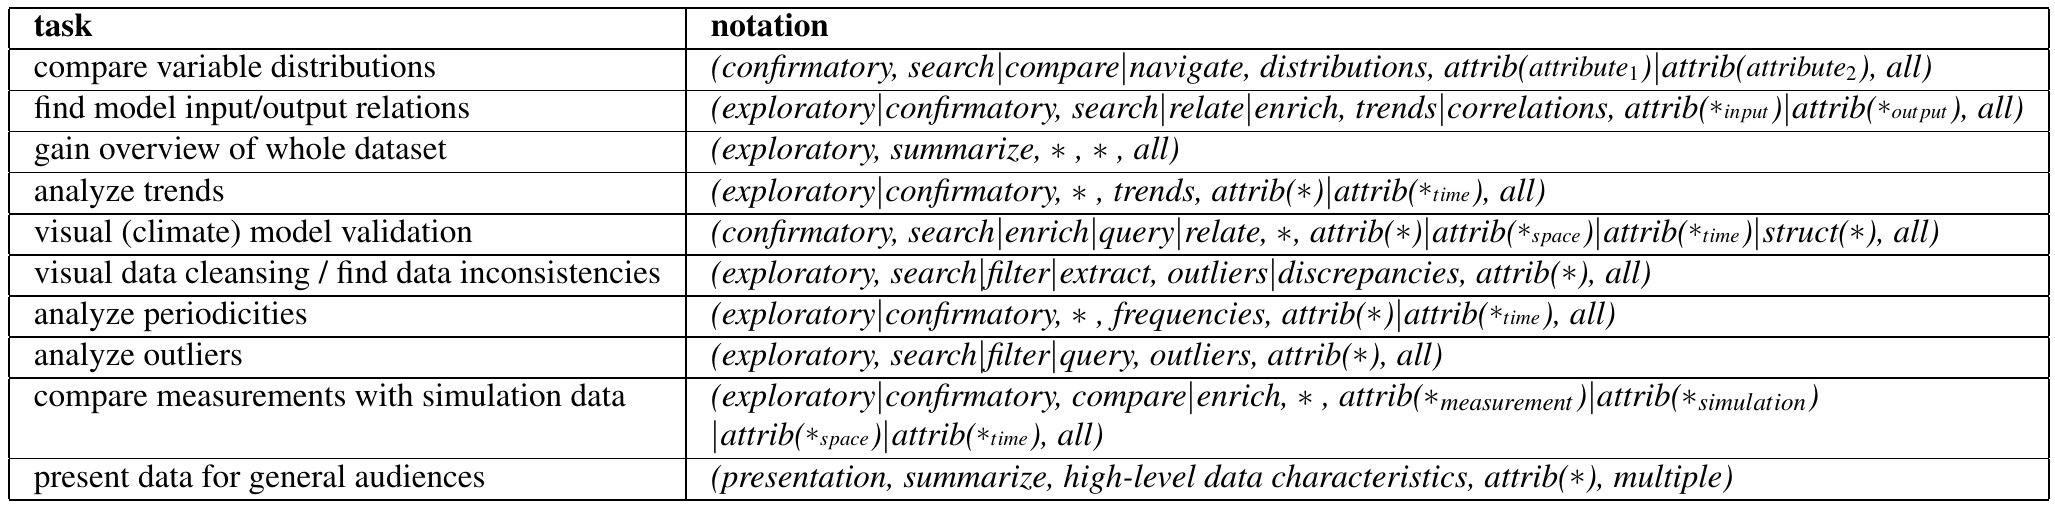 task notation
compare variable distributions (confirmatory, search|compare|navigate, distributions, attrib(attribute₁)|attrib(attribute₂), all)
find model input/output relations (exploratory|confirmatory, search|relate|enrich, trends|correlations, attrib(*input)|attrib(*output), all)
gain overview of whole dataset (exploratory, summarize, * , * , all)
analyze trends (exploratory|confirmatory, * , trends, attrib(*)|attrib(*time), all)
visual (climate) model validation (confirmatory, search|enrich|query|relate, *, attrib(*)|attrib(*space)|attrib(*time)|struct(*), all)
visual data cleansing / find data inconsistencies (exploratory, search|filter|extract, outliers|discrepancies, attrib(*), all)
analyze periodicities (exploratory|confirmatory, * , frequencies, attrib(*)|attrib(*time), all)
analyze outliers (exploratory, search|filter|query, outliers, attrib(*), all)
compare measurements with simulation data (exploratory|confirmatory, compare|enrich, * , attrib(*measurement)|attrib(*simulation)
|attrib(*space)|attrib(*time), all)
present data for general audiences (presentation, summarize, high-level data characteristics, attrib(*), multiple)